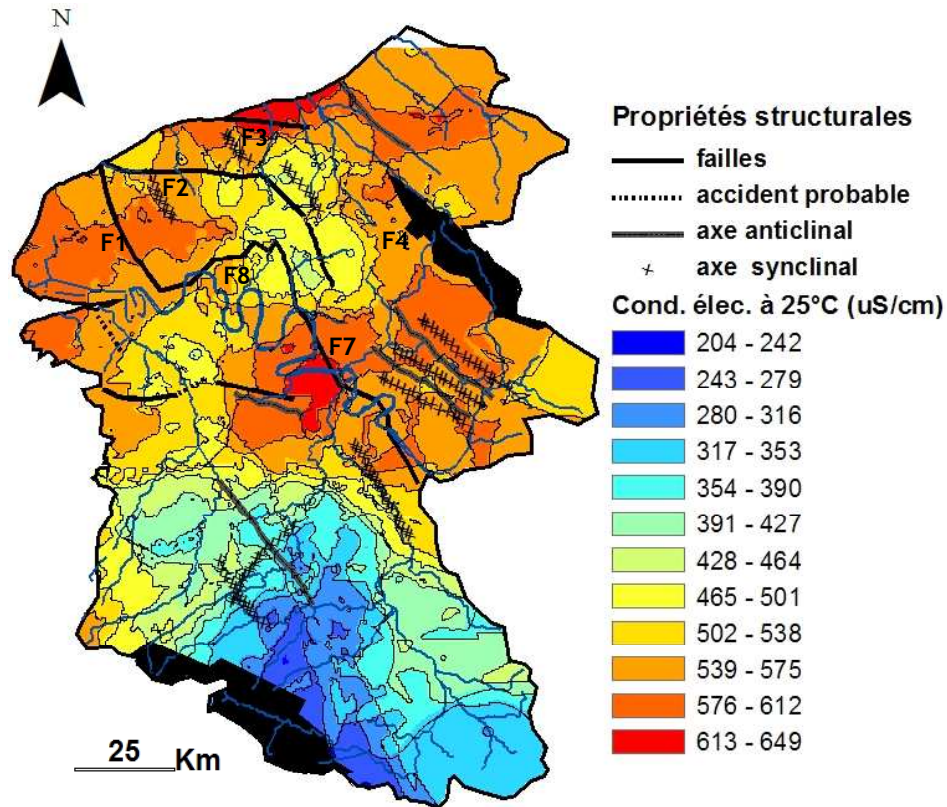 N
F3
F2
F1
F4
F8
F7
25 Km
Propriétés structurales
failles
accident probable
axe anticlinal
axe synclinal
Cond. élec. à 25°C (uS/cm)
204 - 242
243 - 279
280 - 316
317 - 353
354 - 390
391 - 427
428 - 464
465 - 501
502 - 538
539 - 575
576 - 612
613 - 649